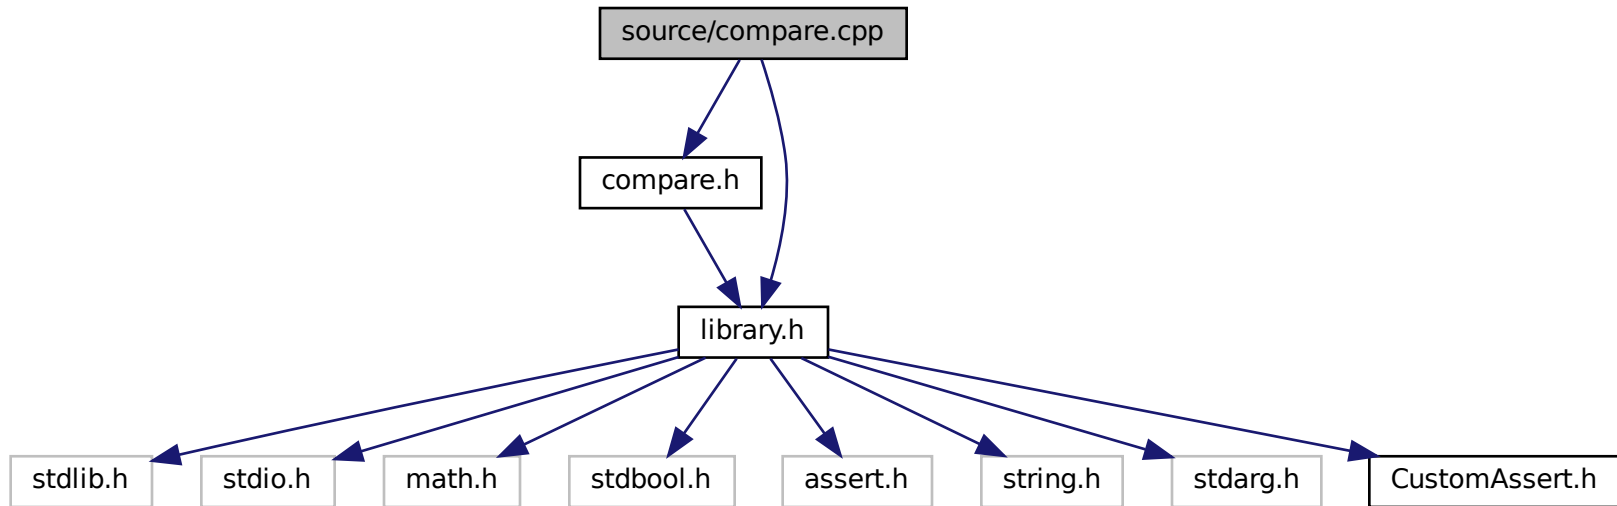 source/compare.cpp
compare.h
library.h
stdlib.h
stdio.h
math.h
stdbool.h
assert.h
string.h
stdarg.h
CustomAssert.h